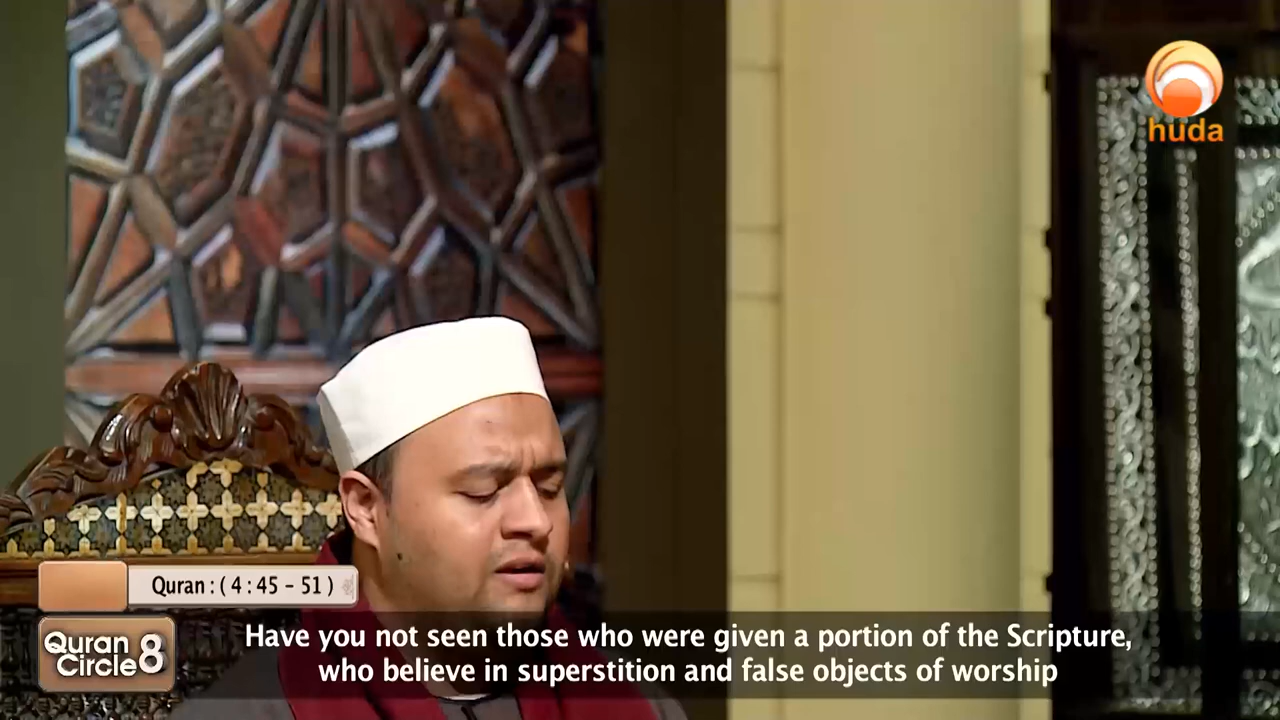 huda
Quran : ( 4 : 45 – 51 )
Quran
Circle 8
Have you not seen those who were given a portion of the Scripture,
who believe in superstition and false objects of worship